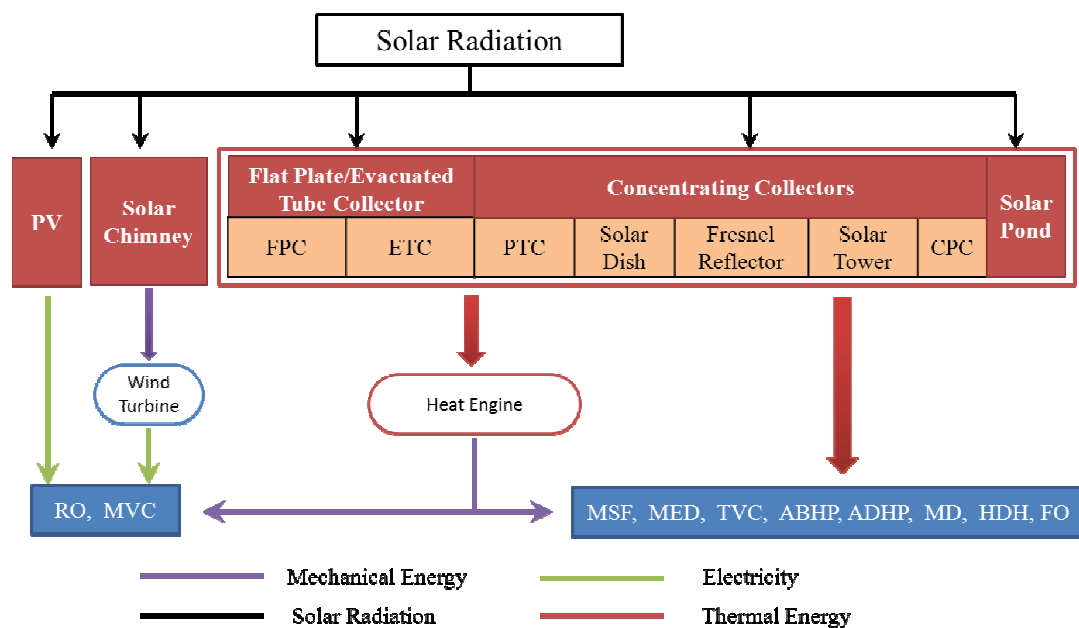 Solar Radiation
PV
Solar
Chimney
Flat Plate/Evacuated
Tube Collector
Concentrating Collectors
Solar
Pond
FPC
ETC
PTC
Solar
Dish
Fresnel
Reflector
Solar
Tower
CPC
Wind
Turbine
Heat Engine
RO, MVC
MSF, MED, TVC, ABHP, ADHP, MD, HDH, FO
Mechanical Energy
Electricity
Solar Radiation
Thermal Energy